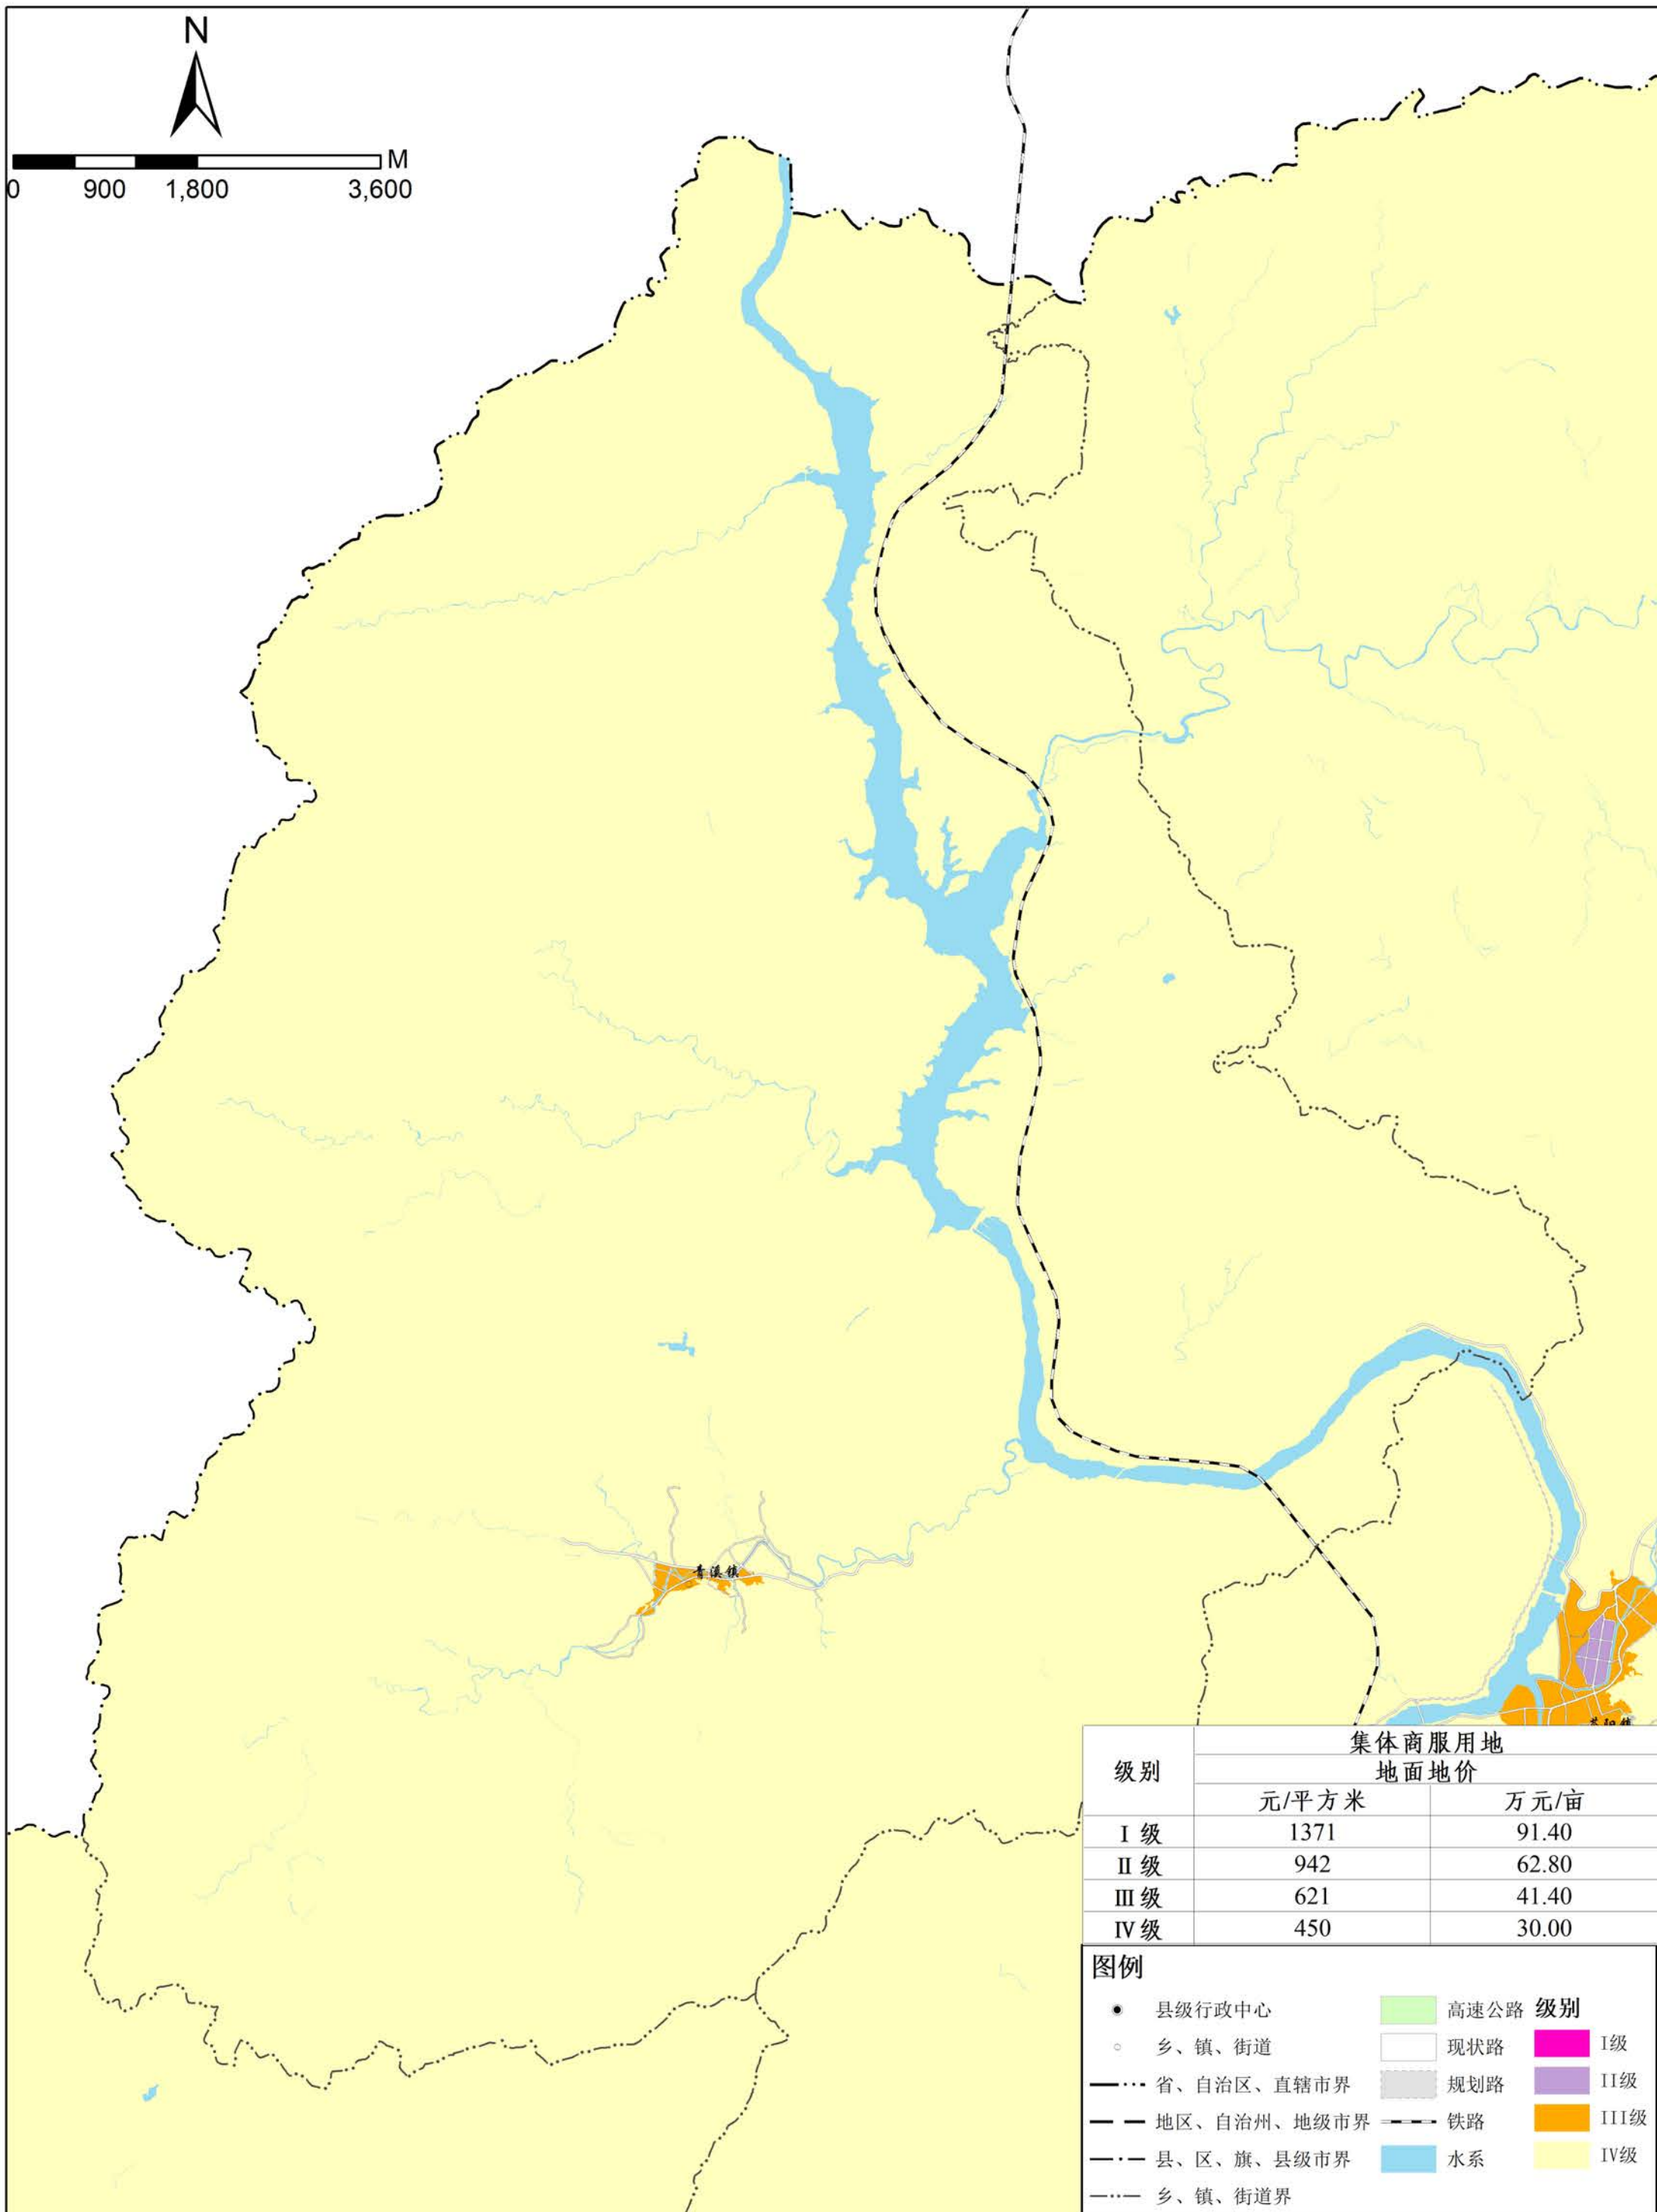 N
M
0 900 1,800 3,600
青溪镇
级别
集体商服用地
地面地价
元/平方米 万元/亩
I 级 1371 91.40
II 级 942 62.80
III 级 621 41.40
IV 级 450 30.00
图例
县级行政中心 高速公路 级别
乡、镇、街道 现状路 I级
省、自治区、直辖市界 规划路 II级
地区、自治州、地级市界 铁路 III级
县、区、旗、县级市界 水系 IV级
乡、镇、街道界